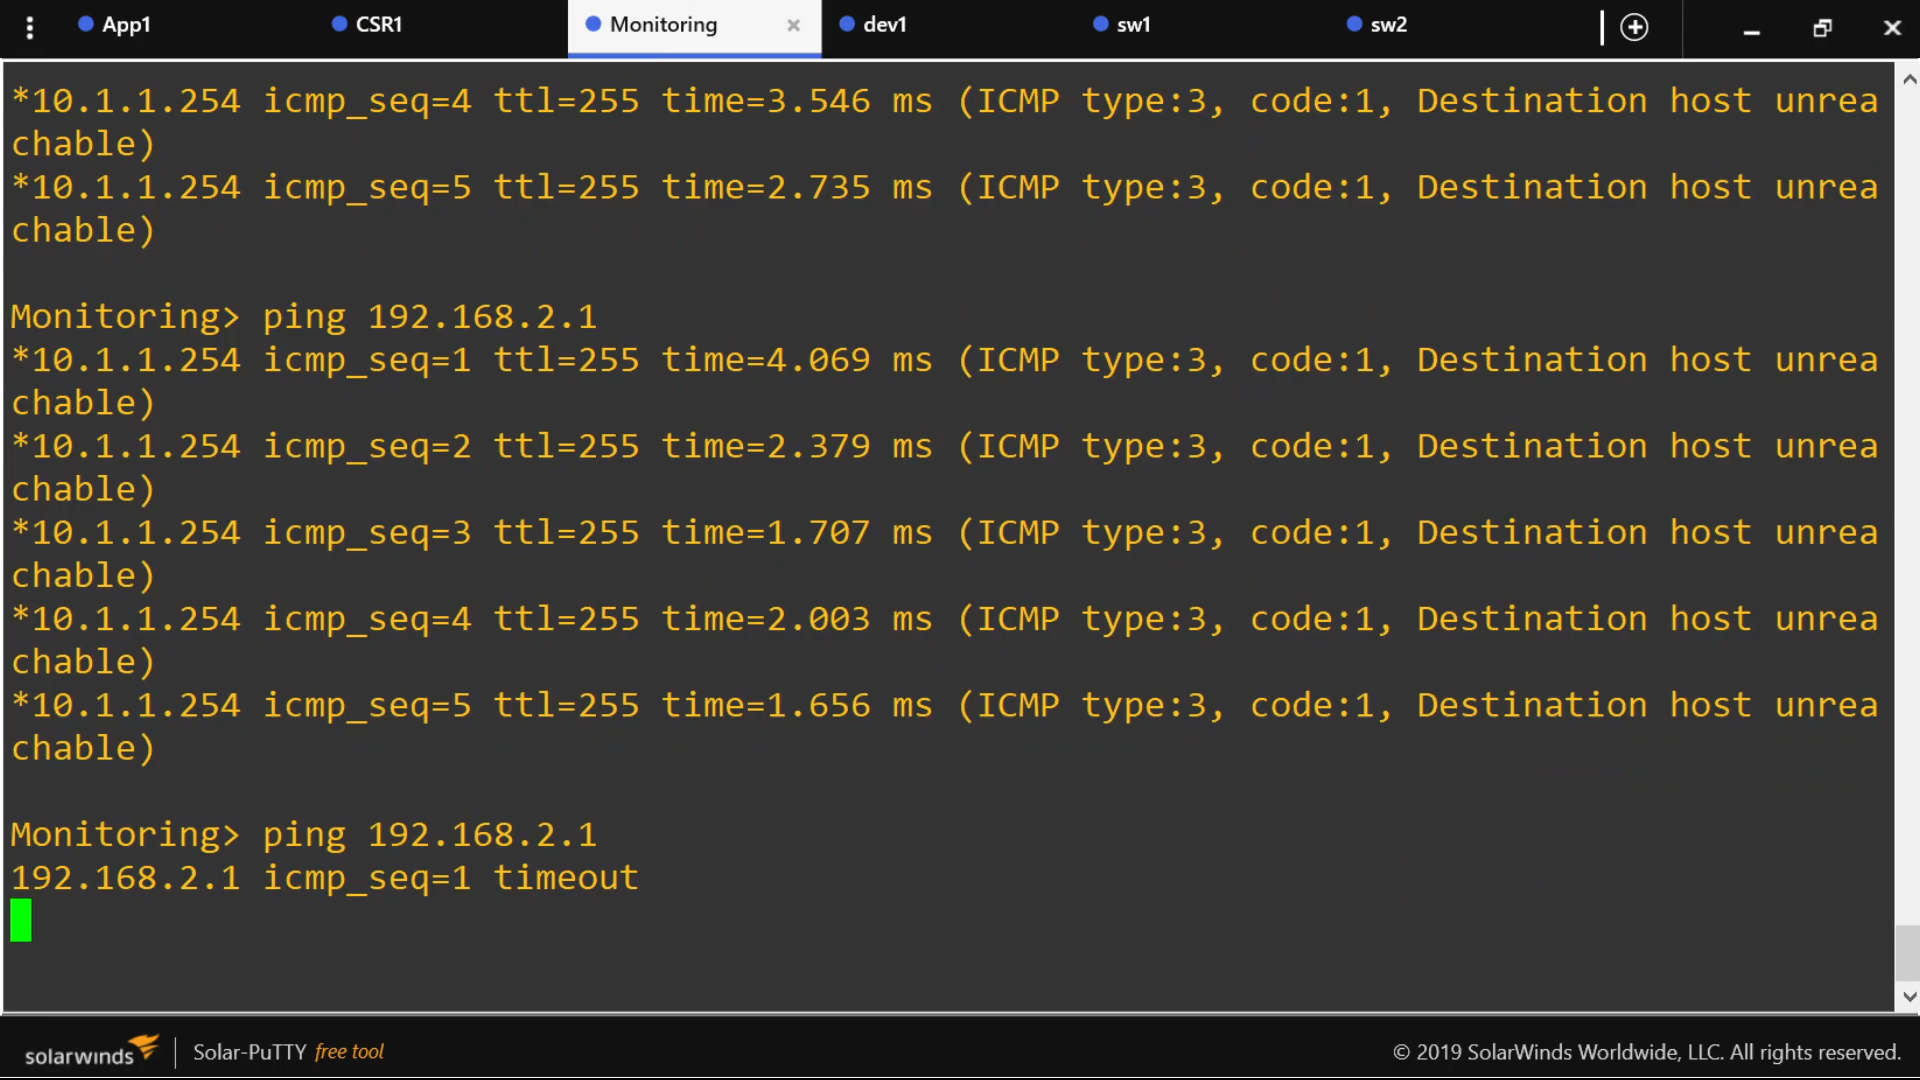 App1 CSR1 Monitoring × dev1 sw1 sw2
*10.1.1.254 icmp_seq=4 ttl=255 time=3.546 ms (ICMP type:3, code:1, Destination host unrea
chable)
*10.1.1.254 icmp_seq=5 ttl=255 time=2.735 ms (ICMP type:3, code:1, Destination host unrea
chable)
Monitoring> ping 192.168.2.1
*10.1.1.254 icmp_seq=1 ttl=255 time=4.069 ms (ICMP type:3, code:1, Destination host unrea
chable)
*10.1.1.254 icmp_seq=2 ttl=255 time=2.379 ms (ICMP type:3, code:1, Destination host unrea
chable)
*10.1.1.254 icmp_seq=3 ttl=255 time=1.707 ms (ICMP type:3, code:1, Destination host unrea
chable)
*10.1.1.254 icmp_seq=4 ttl=255 time=2.003 ms (ICMP type:3, code:1, Destination host unrea
chable)
*10.1.1.254 icmp_seq=5 ttl=255 time=1.656 ms (ICMP type:3, code:1, Destination host unrea
chable)
Monitoring> ping 192.168.2.1
192.168.2.1 icmp_seq=1 timeout
solarwinds Solar-PuTTY free tool © 2019 SolarWinds Worldwide, LLC. All rights reserved.